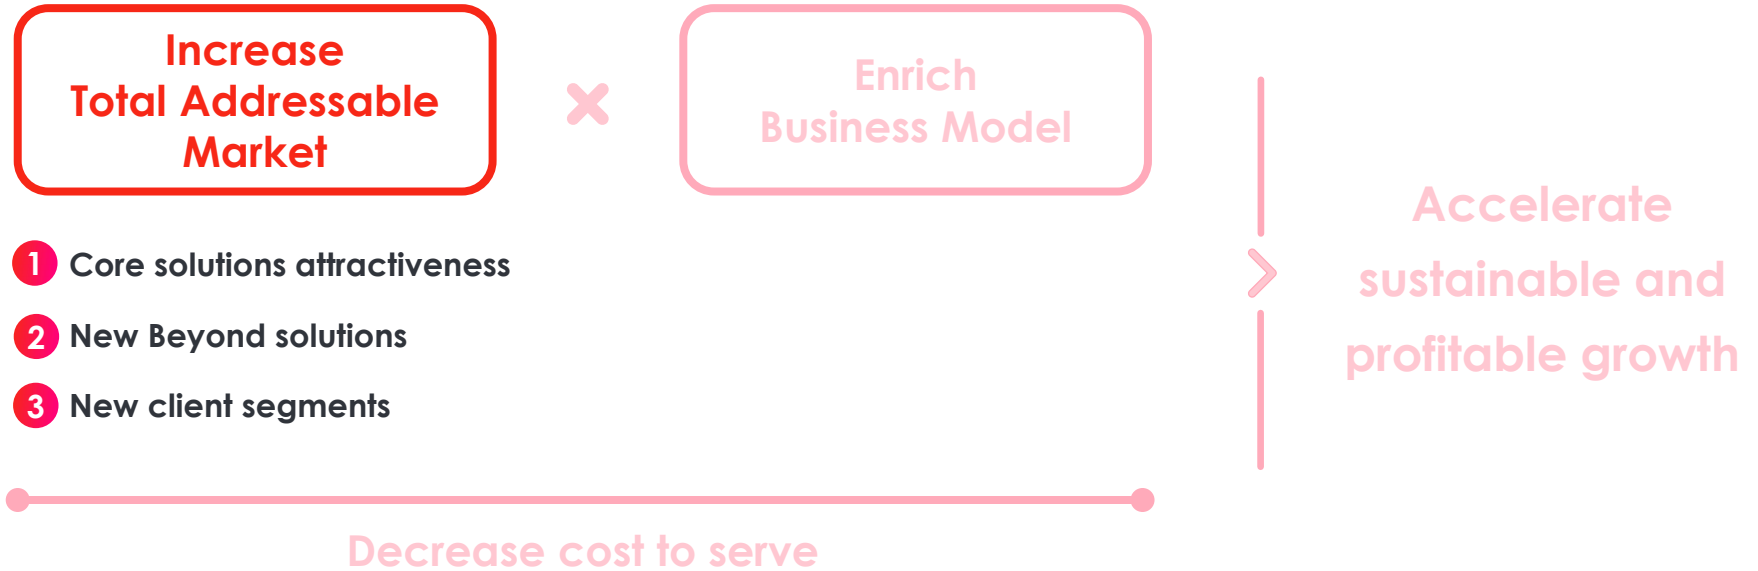 Increase
Total Addressable
Market
Enrich
Business Model
1 Core solutions attractiveness
2 New Beyond solutions
3 New client segments
Accelerate
sustainable and
profitable growth
Decrease cost to serve